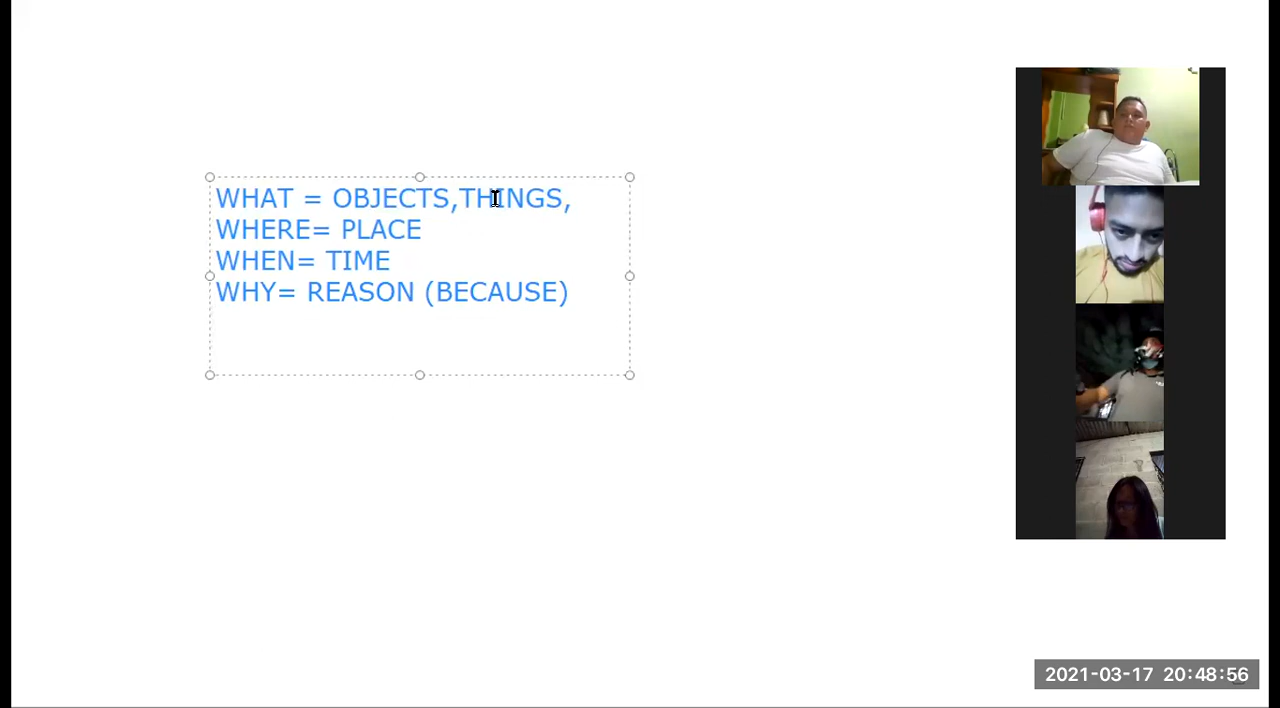 WHAT = OBJECTS,THINGS,
WHERE= PLACE
WHEN= TIME
WHY= REASON (BECAUSE)
2021-03-17 20:48:56